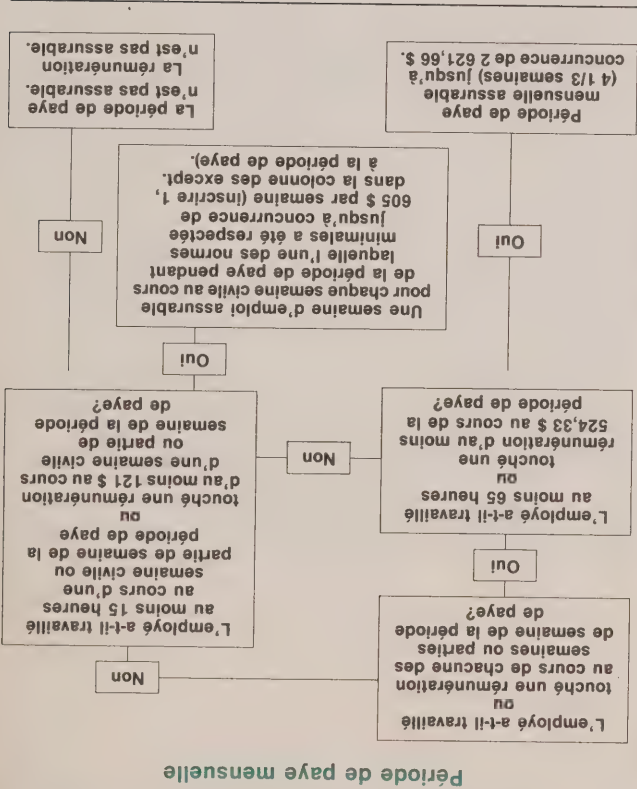 Période de paye mensuelle
L'employé a-t-il travaillé
ou
touché une rémunération
au cours de chacune des
semaines ou parties
de semaine de la période
de paye?
Non
Oui
L'employé a-t-il travaillé
au moins 65 heures
ou
touché une
rémunération d'au moins
524,33 $ au cours de la
période de paye?
Non
L'employé a-t-il travaillé
au moins 15 heures
au cours d'une
semaine civile ou
partie de semaine de la
période de paye
ou
touché une rémunération
d'au moins 121 $ au cours
d'une semaine civile
ou partie de
semaine de la période
de paye?
Oui
Oui
Non
Une semaine d'emploi assurable
pour chaque semaine civile au cours
de la période de paye pendant
laquelle l'une des normes
minimales a été respectée
jusqu'à concurrence de
605 $ par semaine (inscrire 1,
dans la colonne des except.
à la période de paye).
Période de paye
mensuelle assurable
(4 1/3 semaines) jusqu'à
concurrence de 2 621,66 $.
La période de paye
n'est pas assurable.
La rémunération
n'est pas assurable.